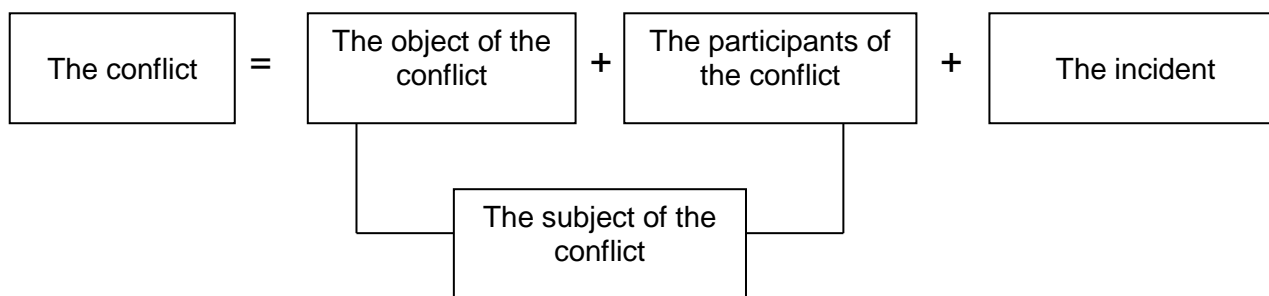 The conflict
=
The object of the
conflict
+
The participants of
the conflict
+
The incident
The subject of the
conflict